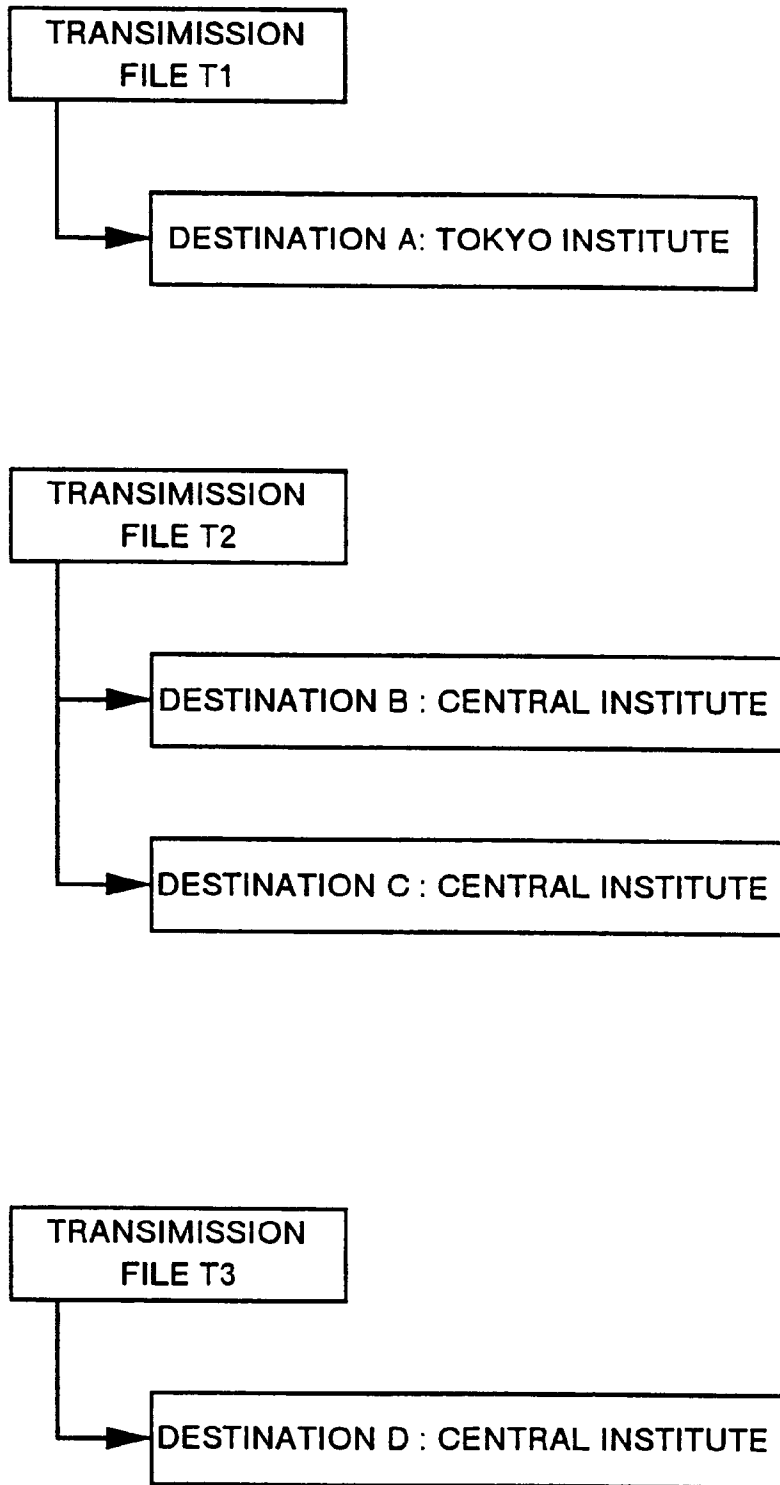 TRANSIMISSION
FILE T1
DESTINATION A: TOKYO INSTITUTE
TRANSIMISSION
FILE T2
DESTINATION B : CENTRAL INSTITUTE
DESTINATION C : CENTRAL INSTITUTE
TRANSIMISSION
FILE T3
DESTINATION D : CENTRAL INSTITUTE